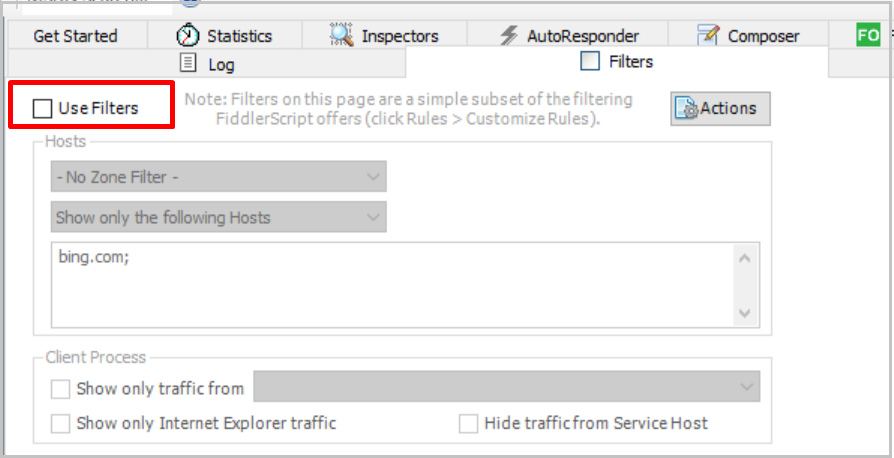 Get Started
Statistics
Inspectors
AutoResponder
Composer
FO
Log
Filters
Use Filters
Note: Filters on this page are a simple subset of the filtering
FiddlerScript offers (click Rules > Customize Rules).
Actions
Hosts
- No Zone Filter -
Show only the following Hosts
bing.com;
Client Process
Show only traffic from
Show only Internet Explorer traffic
Hide traffic from Service Host